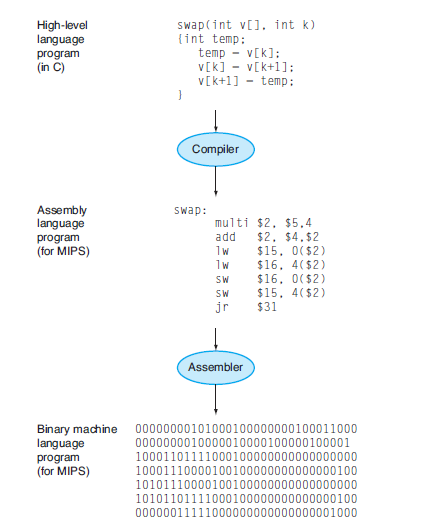 High-level
language
program
(in C)
swap(int v[], int k)
{int temp;
temp - v[k];
v[k] - v[k+1];
v[k+1] - temp;
}
Compiler
Assembly
language
program
(for MIPS)
swap:
multi $2, $5,4
add $2, $4,$2
lw $15, 0($2)
lw $16, 4($2)
sw $16, 0($2)
sw $15, 4($2)
jr $31
Assembler
Binary machine
language
program
(for MIPS)
00000000101000100000000100011000
00000000100000100001000000100001
10001101111000100000000000000000
10001110000100100000000000000100
10101110000100100000000000000000
10101101111000100000000000000100
00000011111000000000000000001000